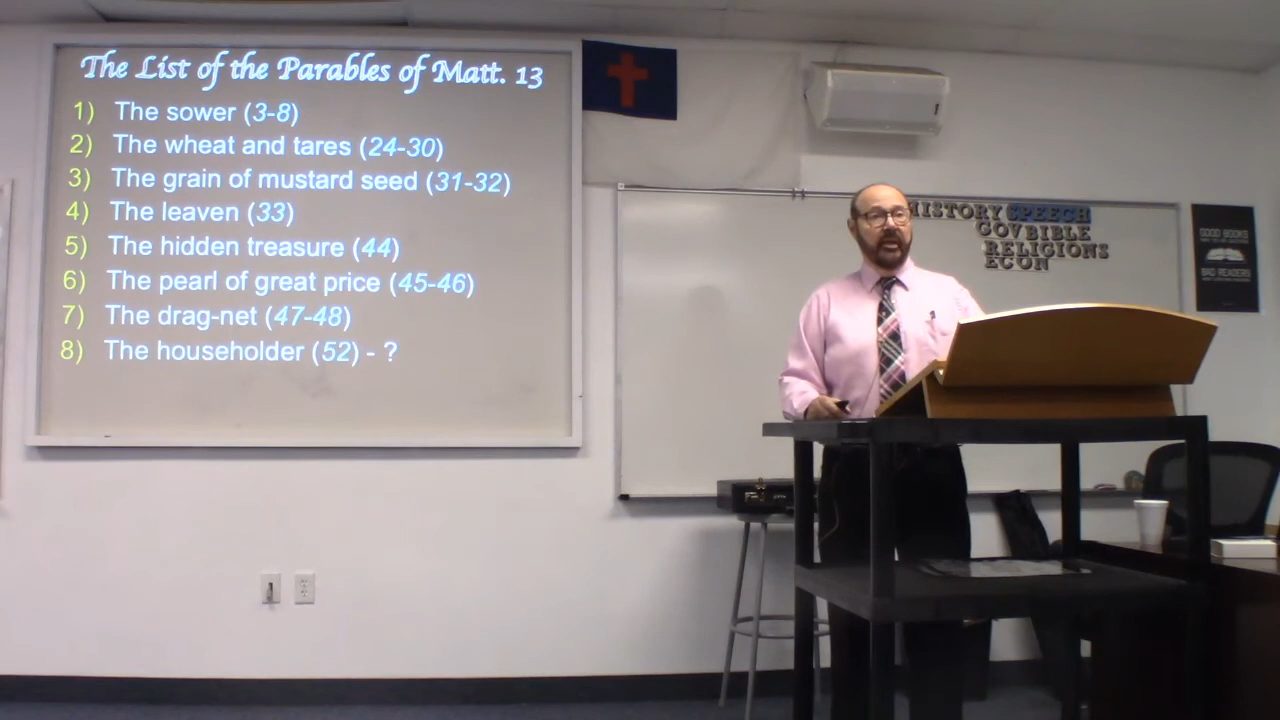 The List of the Parables of Matt. 13
1) The sower (3-8)
2) The wheat and tares (24-30)
3) The grain of mustard seed (31-32)
4) The leaven (33)
5) The hidden treasure (44)
6) The pearl of great price (45-46)
7) The drag-net (47-48)
8) The householder (52) - ?
HISTORY SPEECH
GOV BIBLE
RELIGIONS
ECON
GOOD BOOKS
BAD READERS